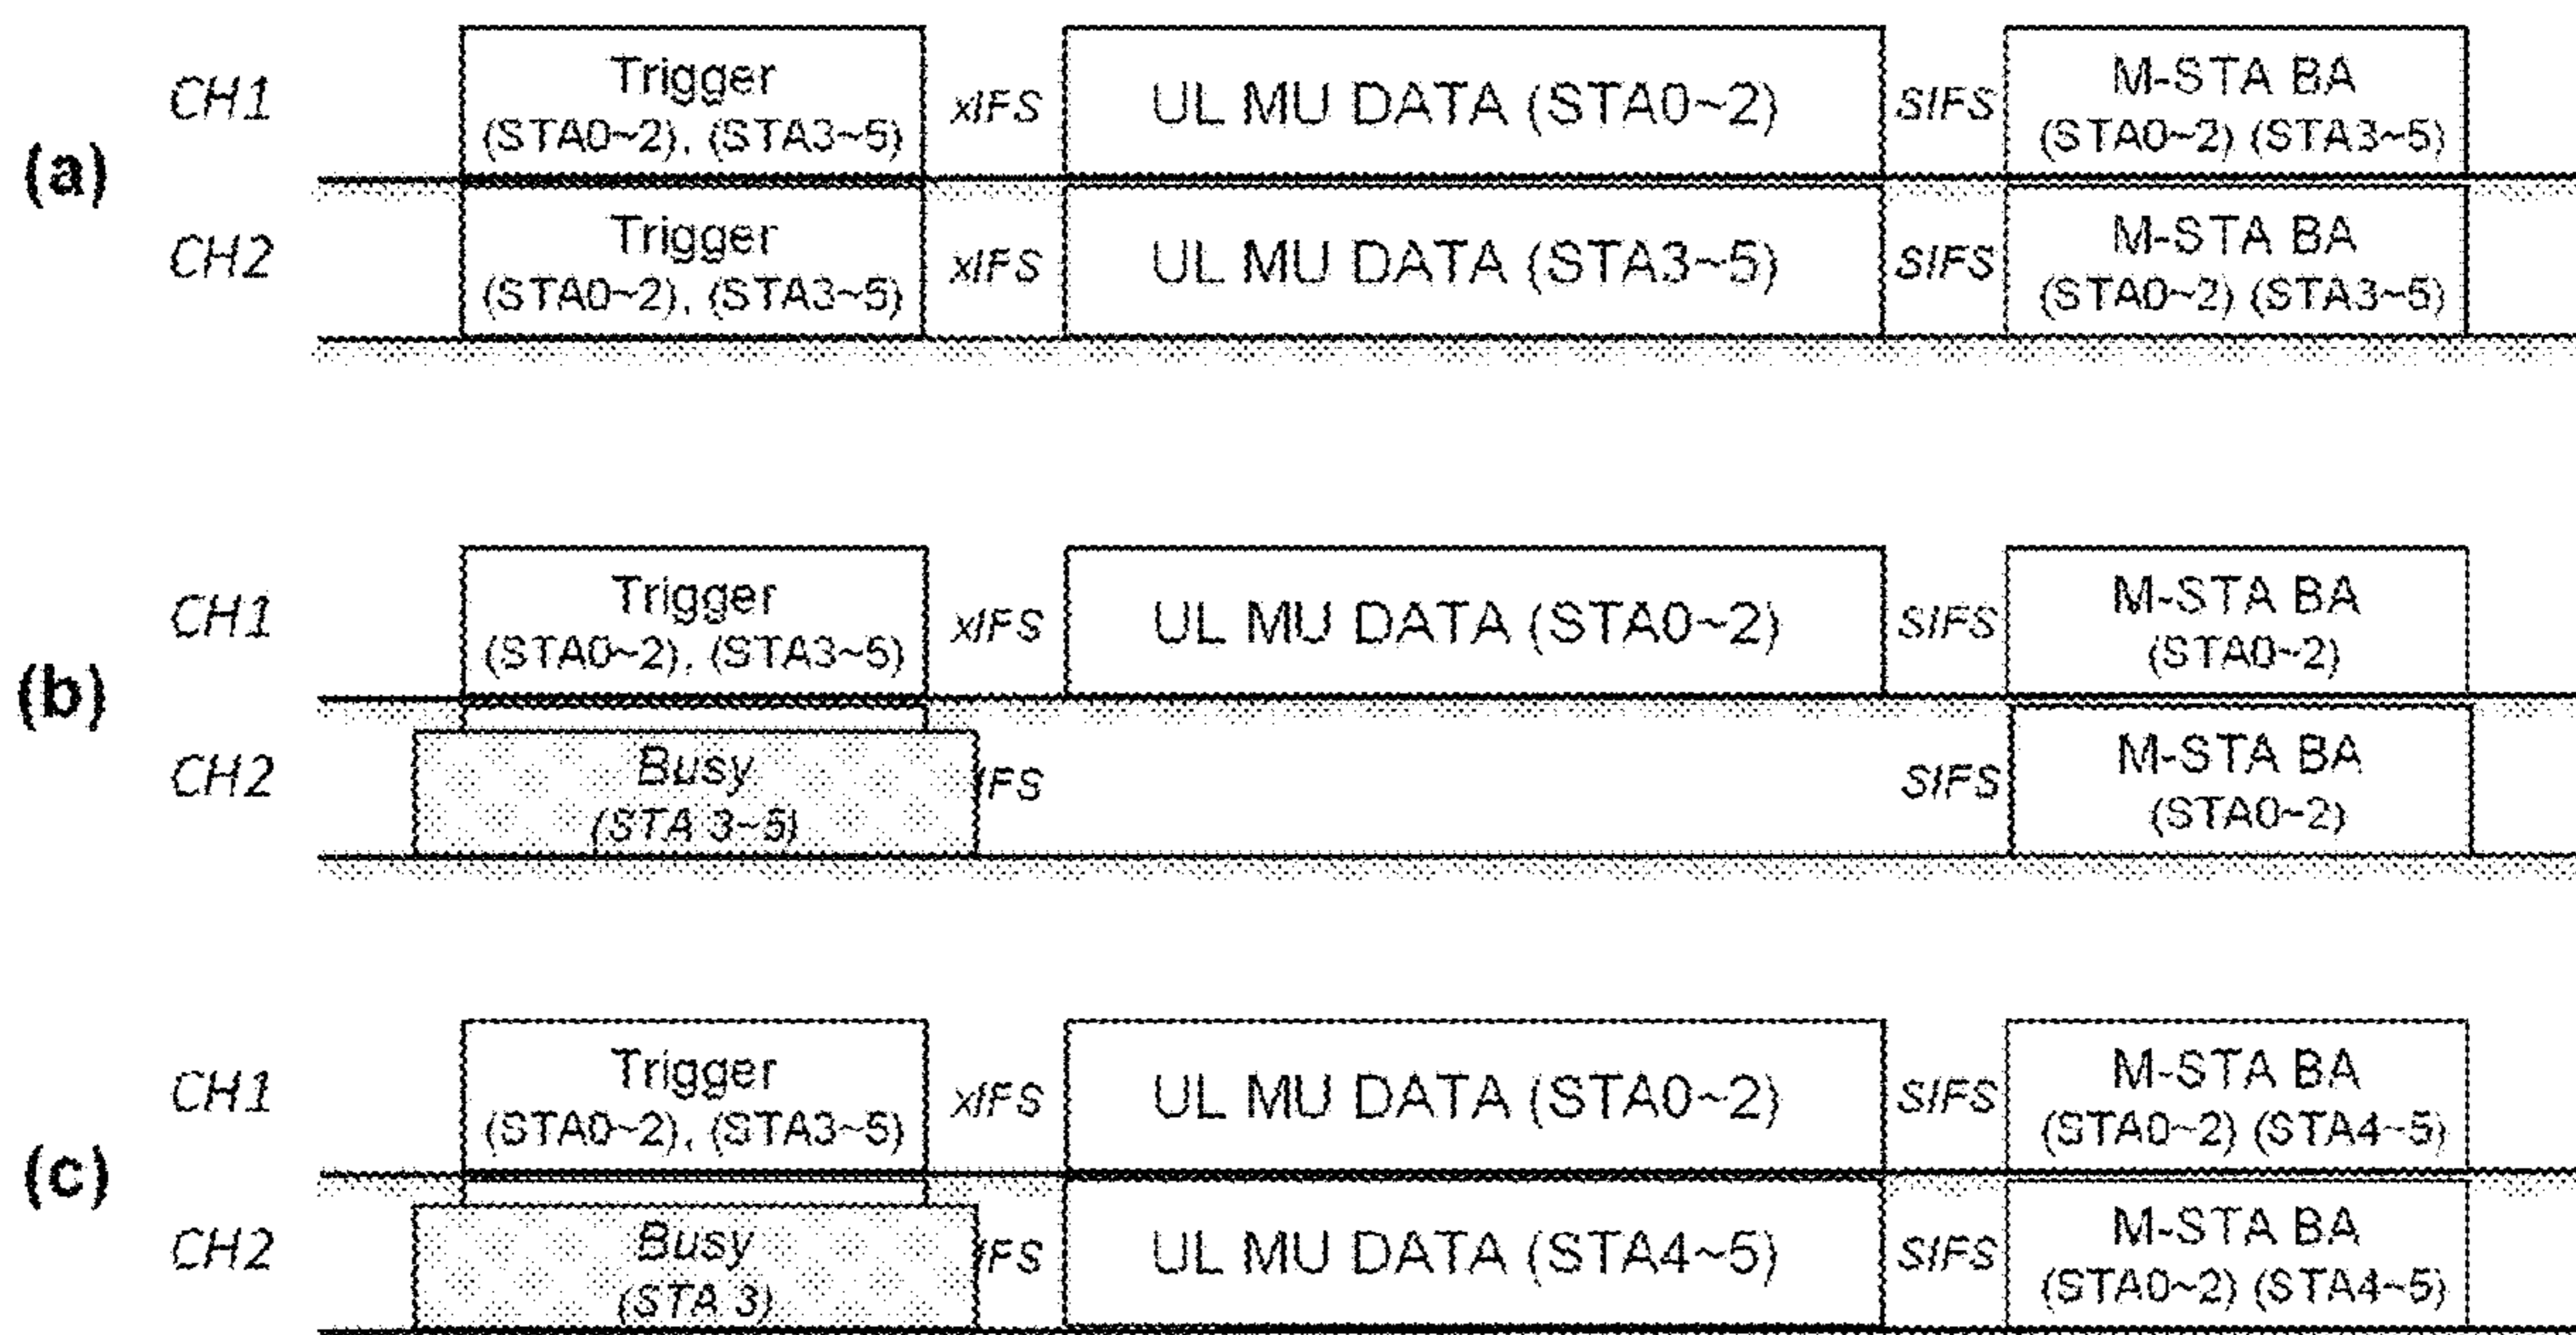 CH1
Trigger
(STA0~2), (STA3~5)
xIFS
UL MU DATA (STA0~2)
SIFS
M-STA BA
(STA0~2) (STA3~5)
(a)
CH2
Trigger
(STA0~2), (STA3~5)
xIFS
UL MU DATA (STA3~5)
SIFS
M-STA BA
(STA0~2) (STA3~5)
CH1
Trigger
(STA0~2), (STA3~5)
xIFS
UL MU DATA (STA0~2)
SIFS
M-STA BA
(STA0~2)
(b)
CH2
Busy
(STA 3~5)
IFS
SIFS
M-STA BA
(STA0~2)
CH1
Trigger
(STA0~2), (STA3~5)
xIFS
UL MU DATA (STA0~2)
SIFS
M-STA BA
(STA0~2) (STA4~5)
(c)
CH2
Busy
(STA 3)
IFS
UL MU DATA (STA4~5)
SIFS
M-STA BA
(STA0~2) (STA4~5)